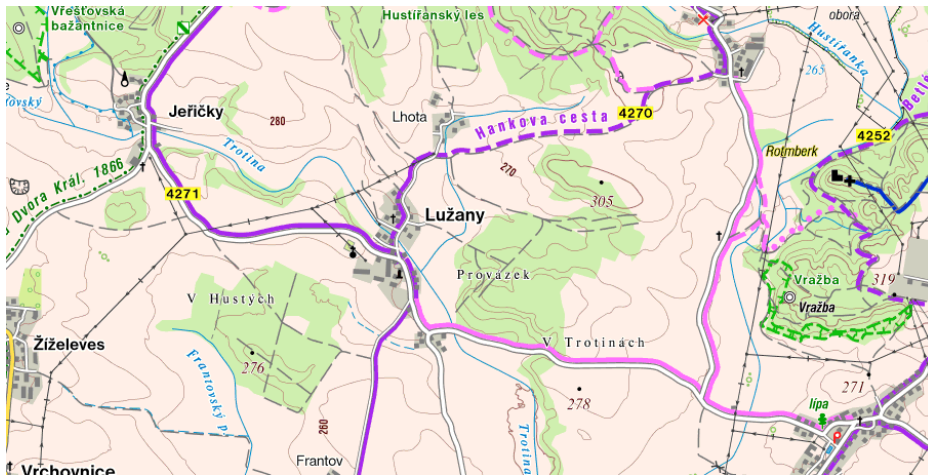 Vřešťovská
bažantnice
Hustířanský les
obora
Hustířanka
265
Jeřičky
280
Lhota
Hankova cesta
4270
4252
Betlé
Trotina
Rotmberk
Dvora Král. 1866
4271
270
305
Lužany
Provázek
V Hustých
319
Vražba
Vražba
Žíželeves
276
V Trotinách
Frantovský p.
278
271
lípa
260
Trotina
Frantov
Vrchovnice